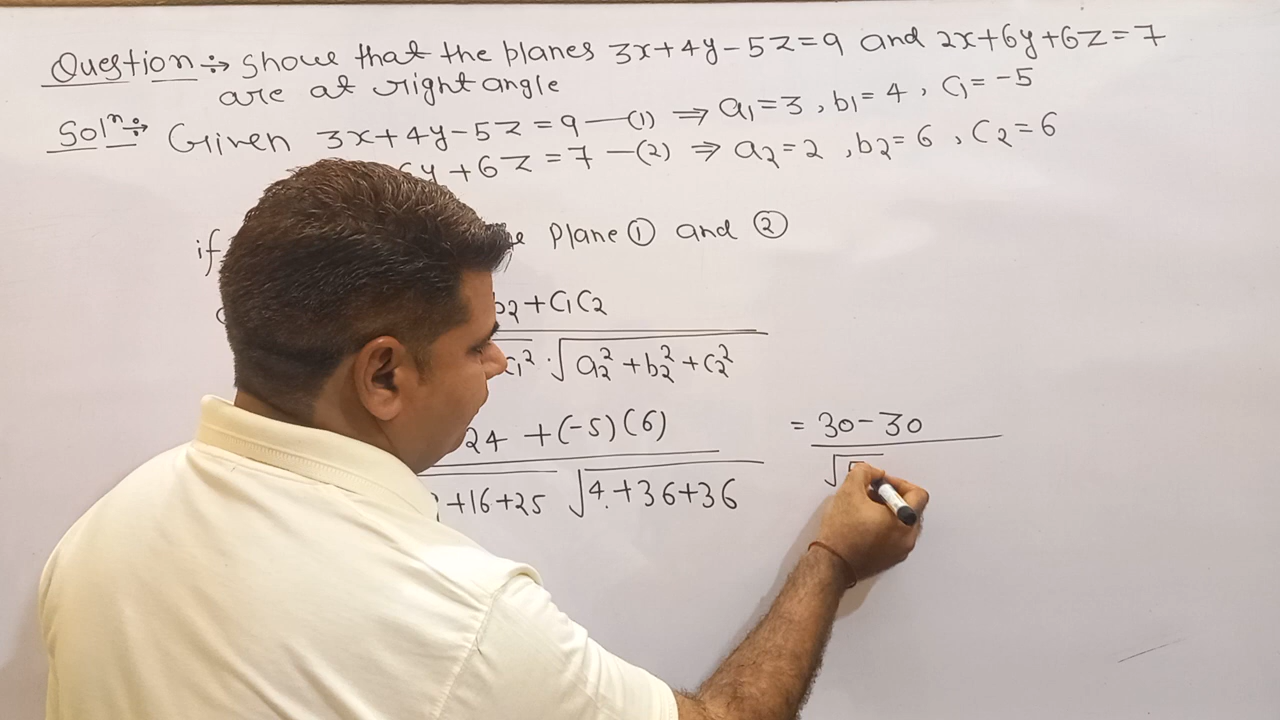 Question :→ Show that the planes 3x+4y-5z=9 and 2x+6y+6z=7
are at right angle
Solⁿ :→ Given 3x+4y-5z=9 —(1) ⇒ a₁=3, b₁=4, c₁=-5
6y+6z=7 —(2) ⇒ a₂=2, b₂=6, c₂=6
if Plane ① and ②
b₂+c₁c₂
c₁² · √a₂²+b₂²+c₂²
24 +(-5)(6) = 30-30
+16+25 √4+36+36 √5